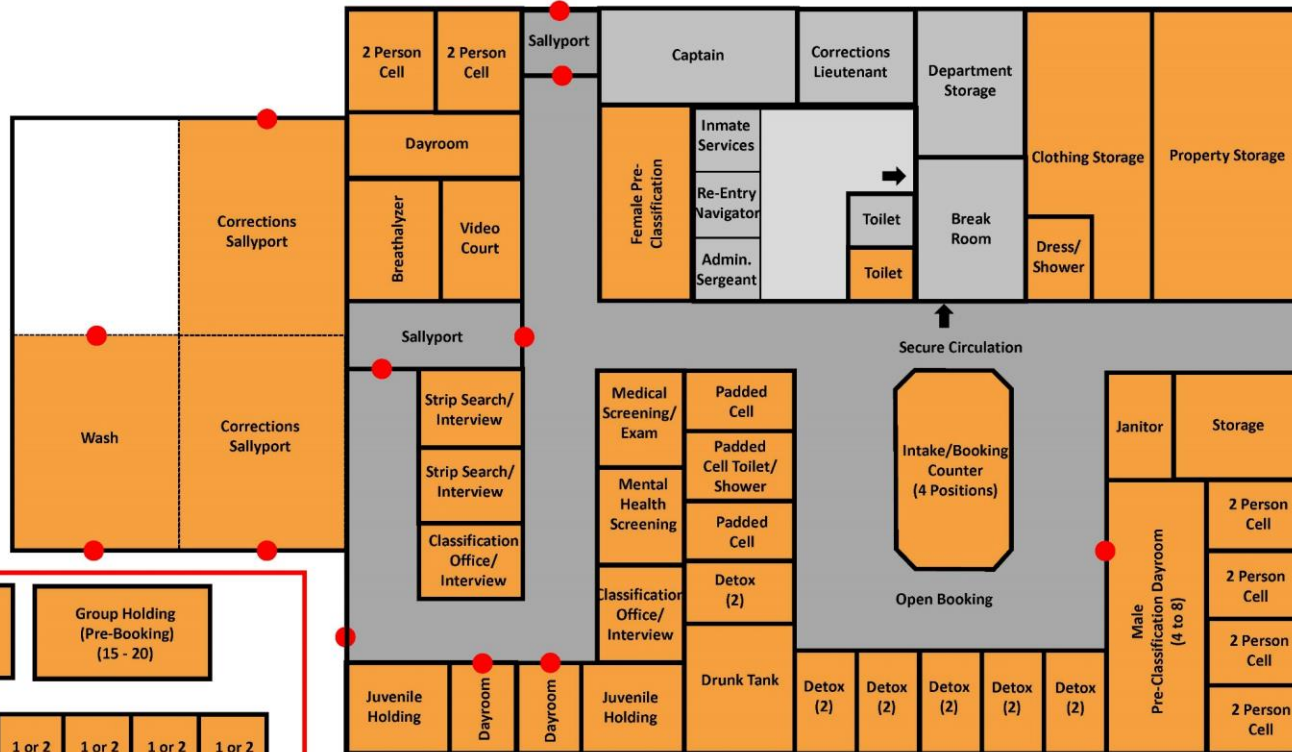 2 Person
Cell
2 Person
Cell
Sallyport
Captain
Corrections
Lieutenant
Department
Storage
Clothing Storage
Property Storage
Dayroom
Corrections
Sallyport
Breathalyzer
Video
Court
Female Pre-
Classification
Inmate
Services
Re-Entry
Navigator
Admin.
Sergeant
Toilet
Toilet
Break
Room
Dress/
Shower
Sallyport
Secure Circulation
Wash
Corrections
Sallyport
Strip Search/
Interview
Strip Search/
Interview
Classification
Office/
Interview
Medical
Screening/
Exam
Mental
Health
Screening
Classification
Office/
Interview
Padded
Cell
Padded
Cell Toilet/
Shower
Padded
Cell
Detox
(2)
Drunk Tank
Intake/Booking
Counter
(4 Positions)
Open Booking
Janitor
Storage
Male
Pre-Classification Dayroom
(4 to 8)
2 Person
Cell
2 Person
Cell
2 Person
Cell
2 Person
Cell
Group Holding
(Pre-Booking)
(15 - 20)
Juvenile
Holding
Dayroom
Dayroom
Juvenile
Holding
Detox
(2)
Detox
(2)
Detox
(2)
Detox
(2)
Detox
(2)
1 or 2
1 or 2
1 or 2
1 or 2